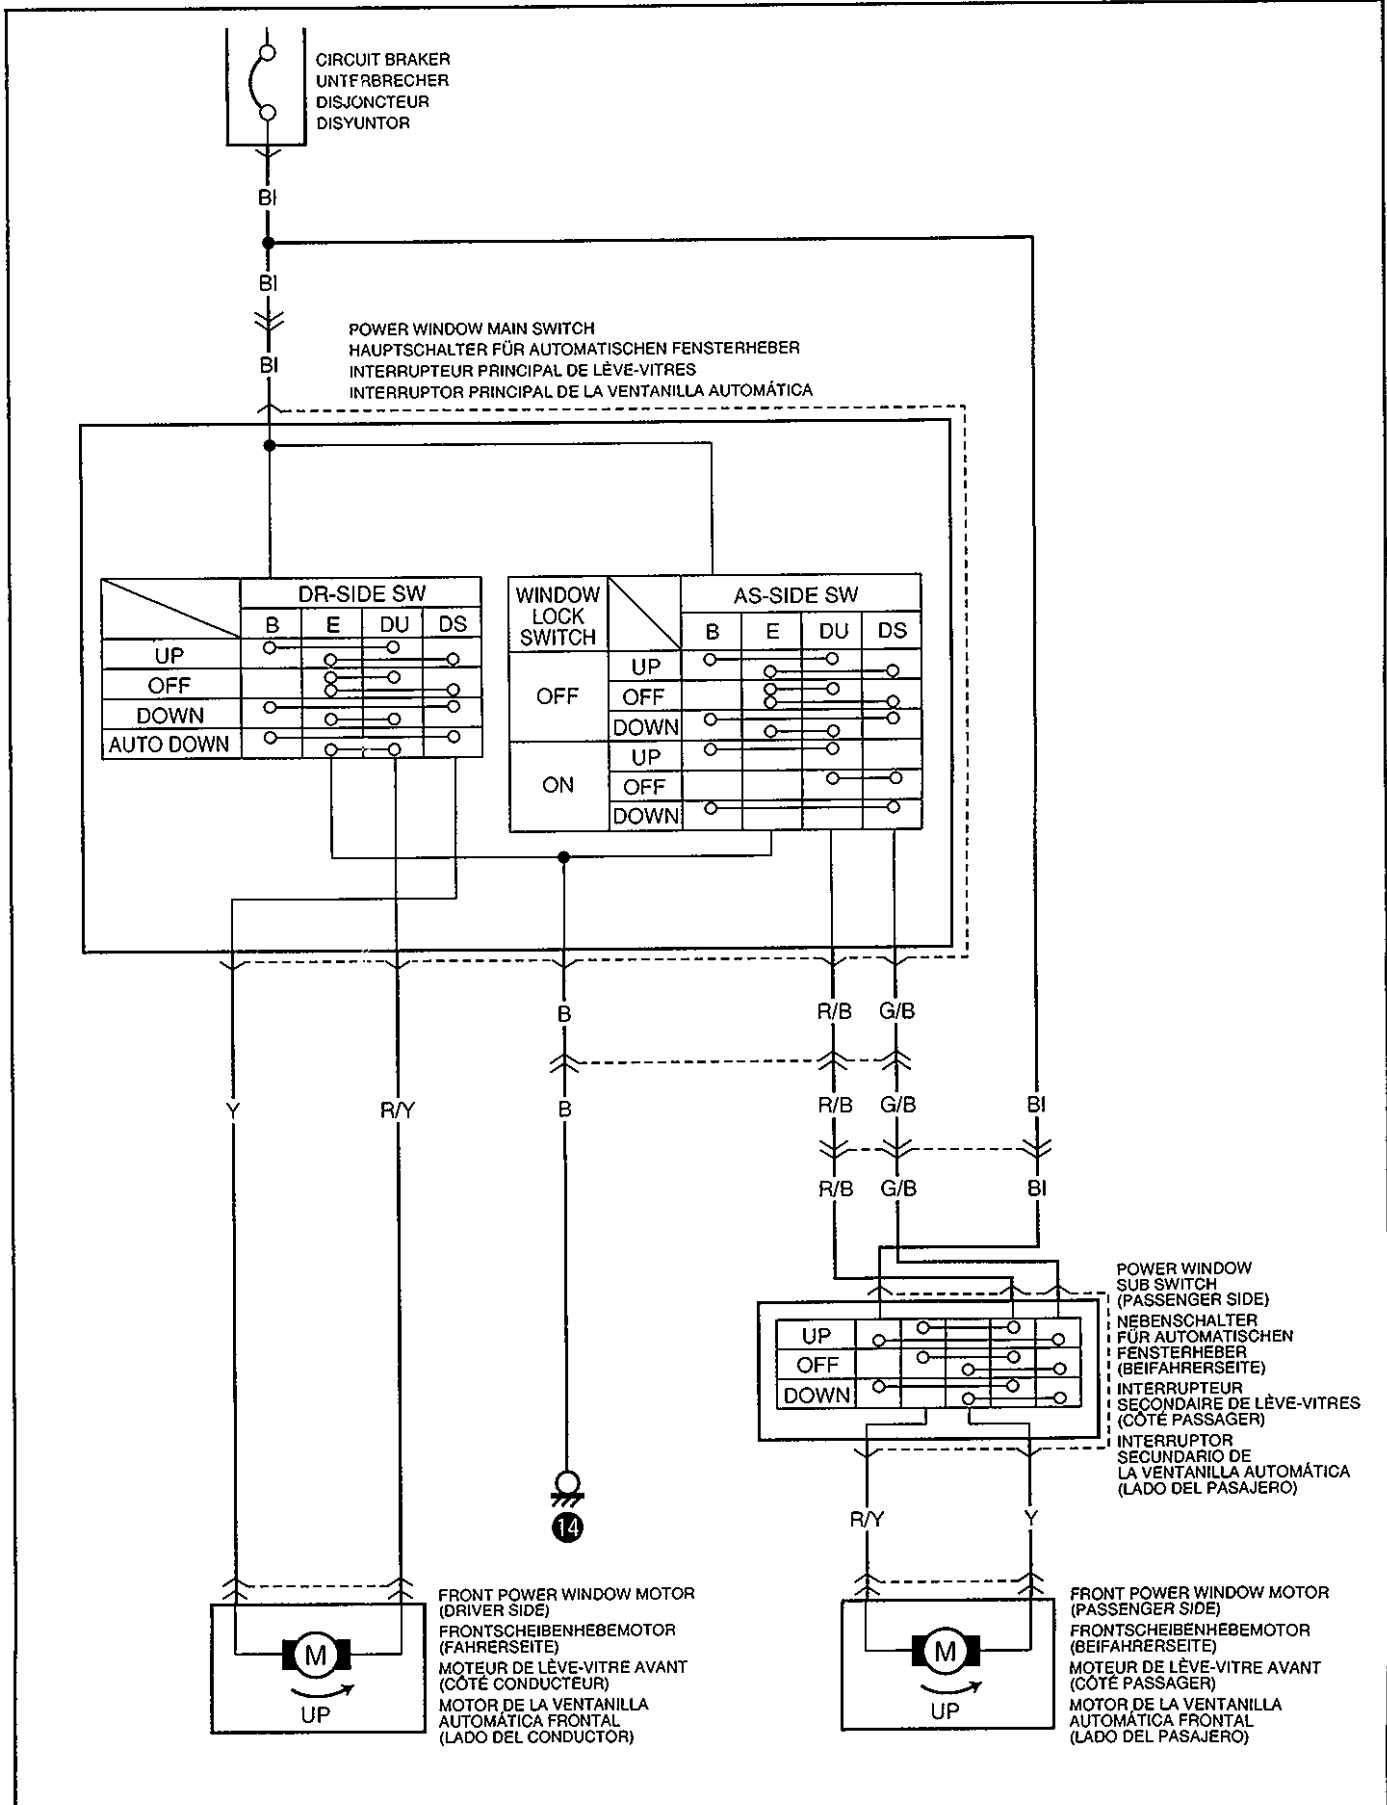 CIRCUIT BRAKER
UNTERBRECHER
DISJONCTEUR
DISYUNTOR
Bl
Bl
POWER WINDOW MAIN SWITCH
HAUPTSCHALTER FÜR AUTOMATISCHEN FENSTERHEBER
INTERRUPTEUR PRINCIPAL DE LÈVE-VITRES
INTERRUPTOR PRINCIPAL DE LA VENTANILLA AUTOMÁTICA
Bl
DR-SIDE SW
B E DU DS
UP
OFF
DOWN
AUTO DOWN
WINDOW
LOCK
SWITCH
AS-SIDE SW
B E DU DS
OFF
UP
OFF
DOWN
ON
UP
OFF
DOWN
B R/B G/B
Y R/Y B R/B G/B Bl
R/B G/B Bl
POWER WINDOW
SUB SWITCH
(PASSENGER SIDE)
NEBENSCHALTER
FÜR AUTOMATISCHEN
FENSTERHEBER
(BEIFAHRERSEITE)
INTERRUPTEUR
SECONDAIRE DE LÈVE-VITRES
(CÔTÉ PASSAGER)
INTERRUPTOR
SECUNDARIO DE
LA VENTANILLA AUTOMÁTICA
(LADO DEL PASAJERO)
UP
OFF
DOWN
14
R/Y Y
FRONT POWER WINDOW MOTOR
(DRIVER SIDE)
FRONTSCHEIBENHEBEMOTOR
(FAHRERSEITE)
MOTEUR DE LÈVE-VITRE AVANT
(CÔTÉ CONDUCTEUR)
MOTOR DE LA VENTANILLA
AUTOMÁTICA FRONTAL
(LADO DEL CONDUCTOR)
M
UP
FRONT POWER WINDOW MOTOR
(PASSENGER SIDE)
FRONTSCHEIBENHEBEMOTOR
(BEIFAHRERSEITE)
MOTEUR DE LÈVE-VITRE AVANT
(CÔTÉ PASSAGER)
MOTOR DE LA VENTANILLA
AUTOMÁTICA FRONTAL
(LADO DEL PASAJERO)
M
UP